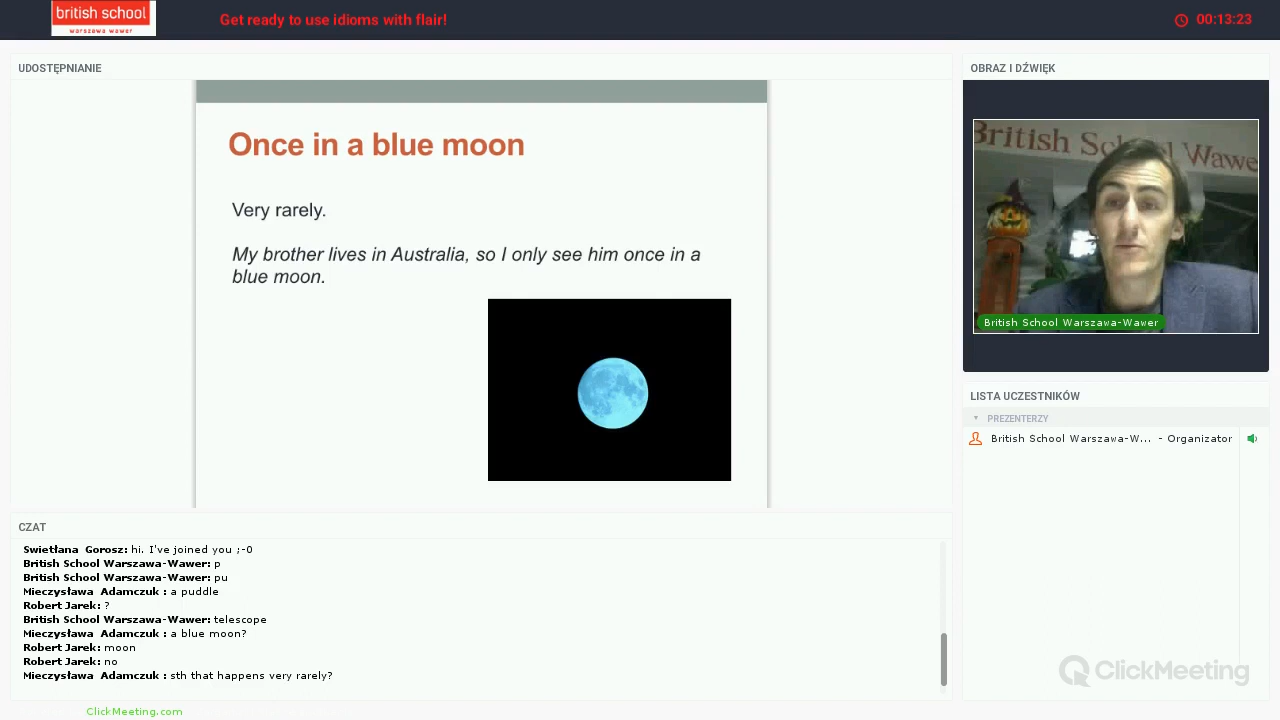 british school
warszawa wawer
Get ready to use idioms with flair!
00:13:23
UDOSTĘPNIANIE
Once in a blue moon
Very rarely.
My brother lives in Australia, so I only see him once in a
blue moon.
OBRAZ I DŹWIĘK
British School Wawe
British School Warszawa-Wawer
LISTA UCZESTNIKÓW
PREZENTERZY
British School Warszawa-W... - Organizator
CZAT
Swietłana Gorosz: hi. I've joined you ;-0
British School Warszawa-Wawer: p
British School Warszawa-Wawer: pu
Mieczysława Adamczuk : a puddle
Robert Jarek: ?
British School Warszawa-Wawer: telescope
Mieczysława Adamczuk : a blue moon?
Robert Jarek: moon
Robert Jarek: no
Mieczysława Adamczuk : sth that happens very rarely?
ClickMeeting
ClickMeeting.com